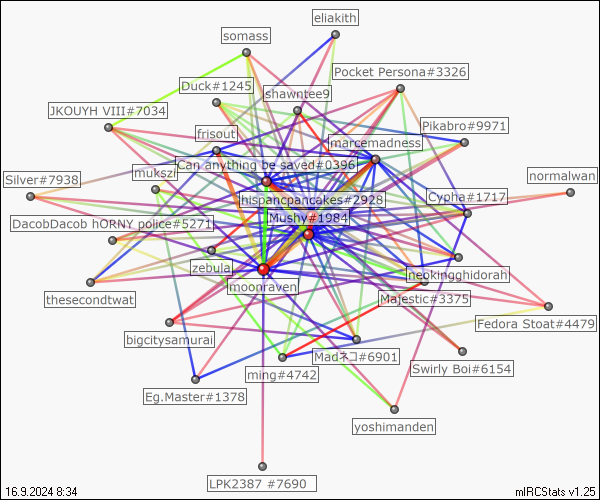 eliakith
somass
Pocket Persona#3326
Duck#1245
shawntee9
JKOUYH VIII#7034
Pikabro#9971
frisout
marcemadness
Can anything be saved#0396
mukszi
normalwan
Silver#7938
Cypha#1717
hispancpancakes#2928
Mushy#1984
DacobDacob hORNY police#5271
zebula
neokingghidorah
moonraven
thesecondtwat
Majestic#3375
Fedora Stoat#4479
bigcitysamurai
Madネコ#6901
Swirly Boi#6154
ming#4742
Eg.Master#1378
yoshimanden
LPK2387 #7690
16.9.2024 8:34
mIRCStats v1.25